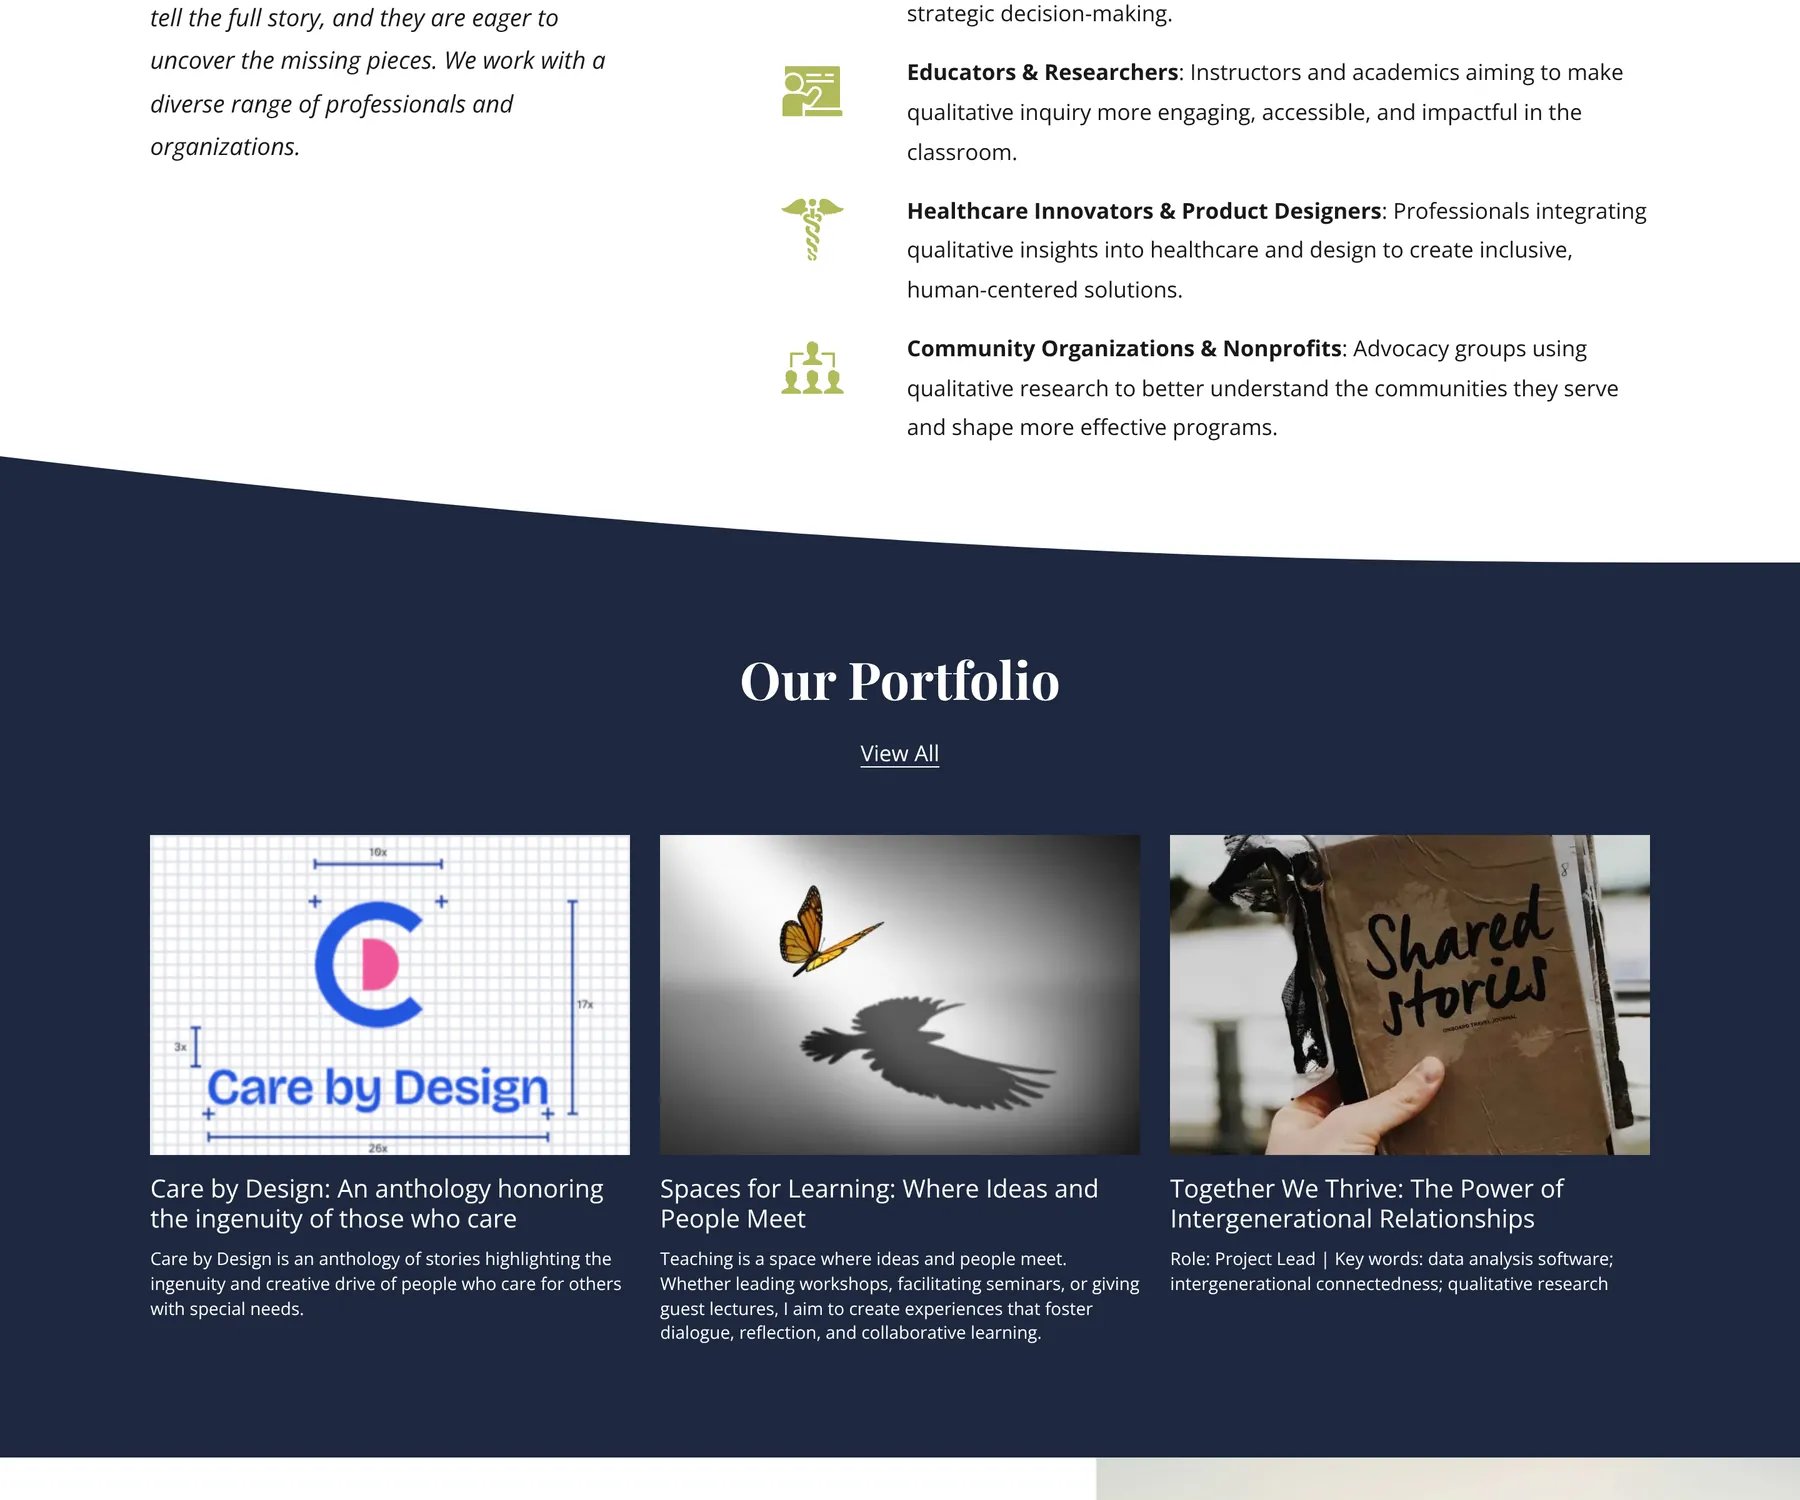 tell the full story, and they are eager to
uncover the missing pieces. We work with a
diverse range of professionals and
organizations.
strategic decision-making.
Educators & Researchers: Instructors and academics aiming to make
qualitative inquiry more engaging, accessible, and impactful in the
classroom.
Healthcare Innovators & Product Designers: Professionals integrating
qualitative insights into healthcare and design to create inclusive,
human-centered solutions.
Community Organizations & Nonprofits: Advocacy groups using
qualitative research to better understand the communities they serve
and shape more effective programs.
Our Portfolio
View All
10x
17x
3x
Care by Design
26x
Shared
stories
ONBOARD TRAVEL JOURNAL
8
Care by Design: An anthology honoring
the ingenuity of those who care
Care by Design is an anthology of stories highlighting the
ingenuity and creative drive of people who care for others
with special needs.
Spaces for Learning: Where Ideas and
People Meet
Teaching is a space where ideas and people meet.
Whether leading workshops, facilitating seminars, or giving
guest lectures, I aim to create experiences that foster
dialogue, reflection, and collaborative learning.
Together We Thrive: The Power of
Intergenerational Relationships
Role: Project Lead | Key words: data analysis software;
intergenerational connectedness; qualitative research